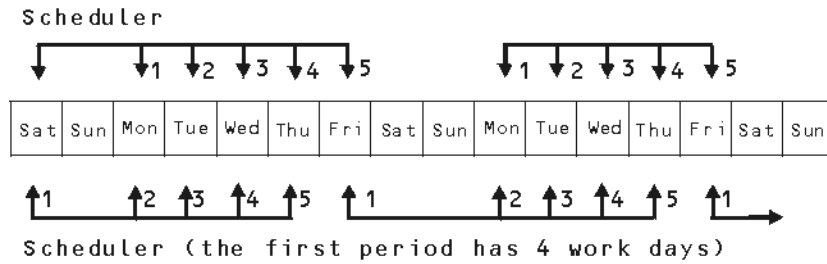 Scheduler
1 2 3 4 5 1 2 3 4 5
Sat Sun Mon Tue Wed Thu Fri Sat Sun Mon Tue Wed Thu Fri Sat Sun
1 2 3 4 5 1 2 3 4 5 1
Scheduler (the first period has 4 work days)